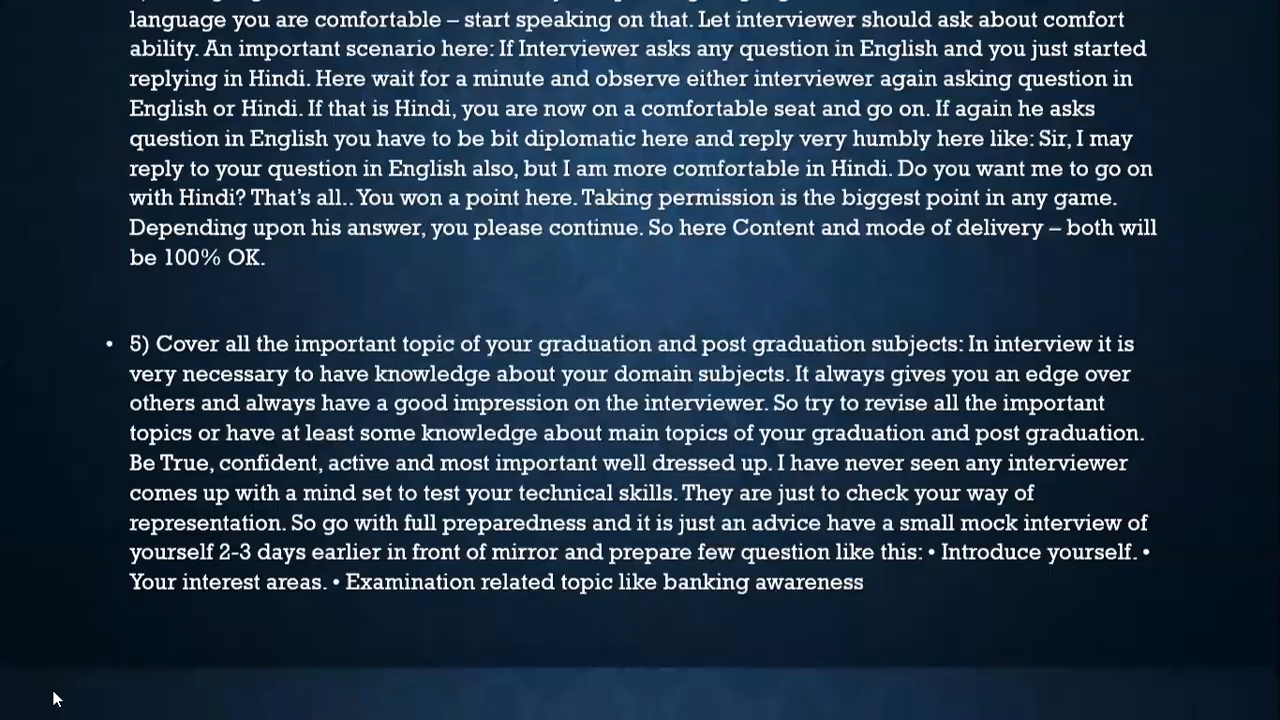 language you are comfortable – start speaking on that. Let interviewer should ask about comfort
ability. An important scenario here: If Interviewer asks any question in English and you just started
replying in Hindi. Here wait for a minute and observe either interviewer again asking question in
English or Hindi. If that is Hindi, you are now on a comfortable seat and go on. If again he asks
question in English you have to be bit diplomatic here and reply very humbly here like: Sir, I may
reply to your question in English also, but I am more comfortable in Hindi. Do you want me to go on
with Hindi? That's all.. You won a point here. Taking permission is the biggest point in any game.
Depending upon his answer, you please continue. So here Content and mode of delivery – both will
be 100% OK.
• 5) Cover all the important topic of your graduation and post graduation subjects: In interview it is
very necessary to have knowledge about your domain subjects. It always gives you an edge over
others and always have a good impression on the interviewer. So try to revise all the important
topics or have at least some knowledge about main topics of your graduation and post graduation.
Be True, confident, active and most important well dressed up. I have never seen any interviewer
comes up with a mind set to test your technical skills. They are just to check your way of
representation. So go with full preparedness and it is just an advice have a small mock interview of
yourself 2-3 days earlier in front of mirror and prepare few question like this: • Introduce yourself. •
Your interest areas. • Examination related topic like banking awareness